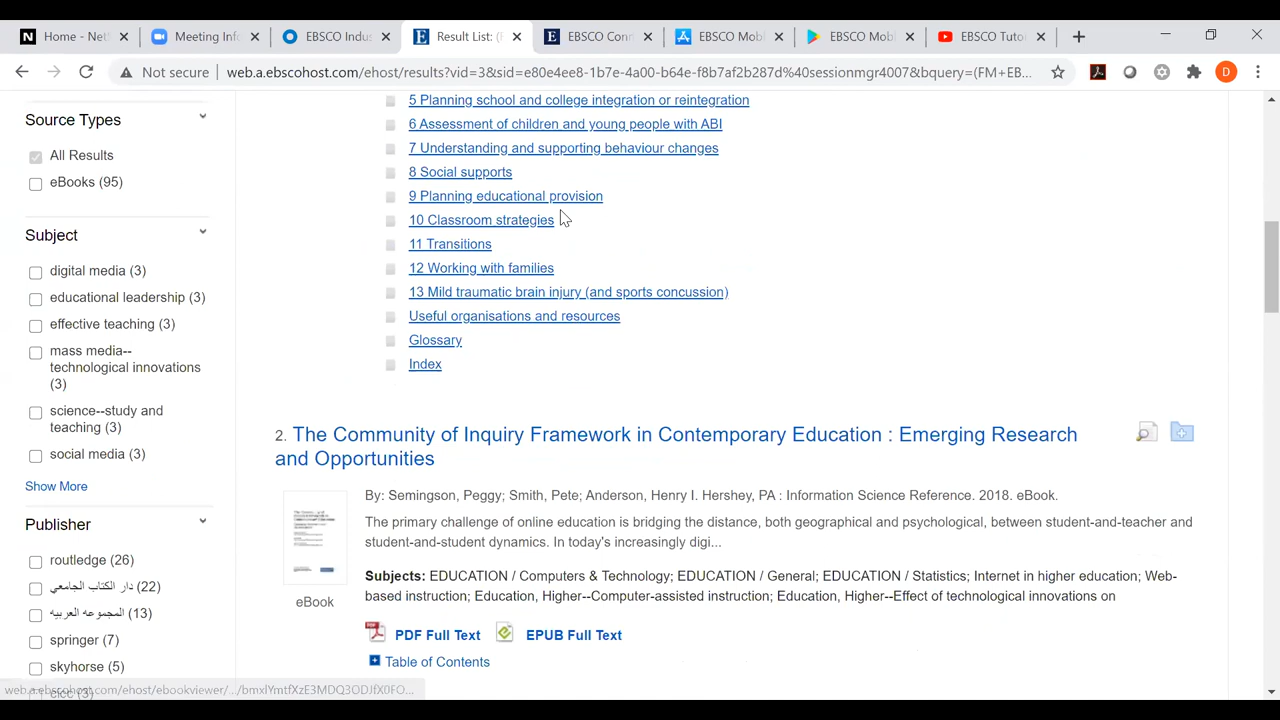 Home - Net
Meeting Info
EBSCO Indus
Result List: (
EBSCO Conn
EBSCO Mobi
EBSCO Mobi
EBSCO Tuto
Not secure
web.a.ebscohost.com/ehost/results?vid=3&sid=e80e4ee8-1b7e-4a00-b64e-f8b7af2b287d%40sessionmgr4007&bquery=(FM+EB...
D
Source Types
All Results
eBooks (95)
Subject
digital media (3)
educational leadership (3)
effective teaching (3)
mass media--
technological innovations
(3)
science--study and
teaching (3)
social media (3)
Show More
Publisher
routledge (26)
دار الكتاب الجامعي (22)
المجموعه العربيه (13)
springer (7)
skyhorse (5)
5 Planning school and college integration or reintegration
6 Assessment of children and young people with ABI
7 Understanding and supporting behaviour changes
8 Social supports
9 Planning educational provision
10 Classroom strategies
11 Transitions
12 Working with families
13 Mild traumatic brain injury (and sports concussion)
Useful organisations and resources
Glossary
Index
2. The Community of Inquiry Framework in Contemporary Education : Emerging Research
and Opportunities
By: Semingson, Peggy; Smith, Pete; Anderson, Henry I. Hershey, PA : Information Science Reference. 2018. eBook.
The primary challenge of online education is bridging the distance, both geographical and psychological, between student-and-teacher and
student-and-student dynamics. In today's increasingly digi...
Subjects: EDUCATION / Computers & Technology; EDUCATION / General; EDUCATION / Statistics; Internet in higher education; Web-
based instruction; Education, Higher--Computer-assisted instruction; Education, Higher--Effect of technological innovations on
eBook
PDF Full Text
EPUB Full Text
Table of Contents